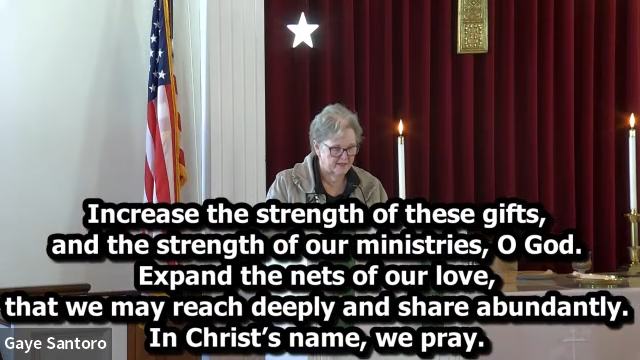 Increase the strength of these gifts,
and the strength of our ministries, O God.
Expand the nets of our love,
that we may reach deeply and share abundantly.
In Christ’s name, we pray.
Gaye Santoro